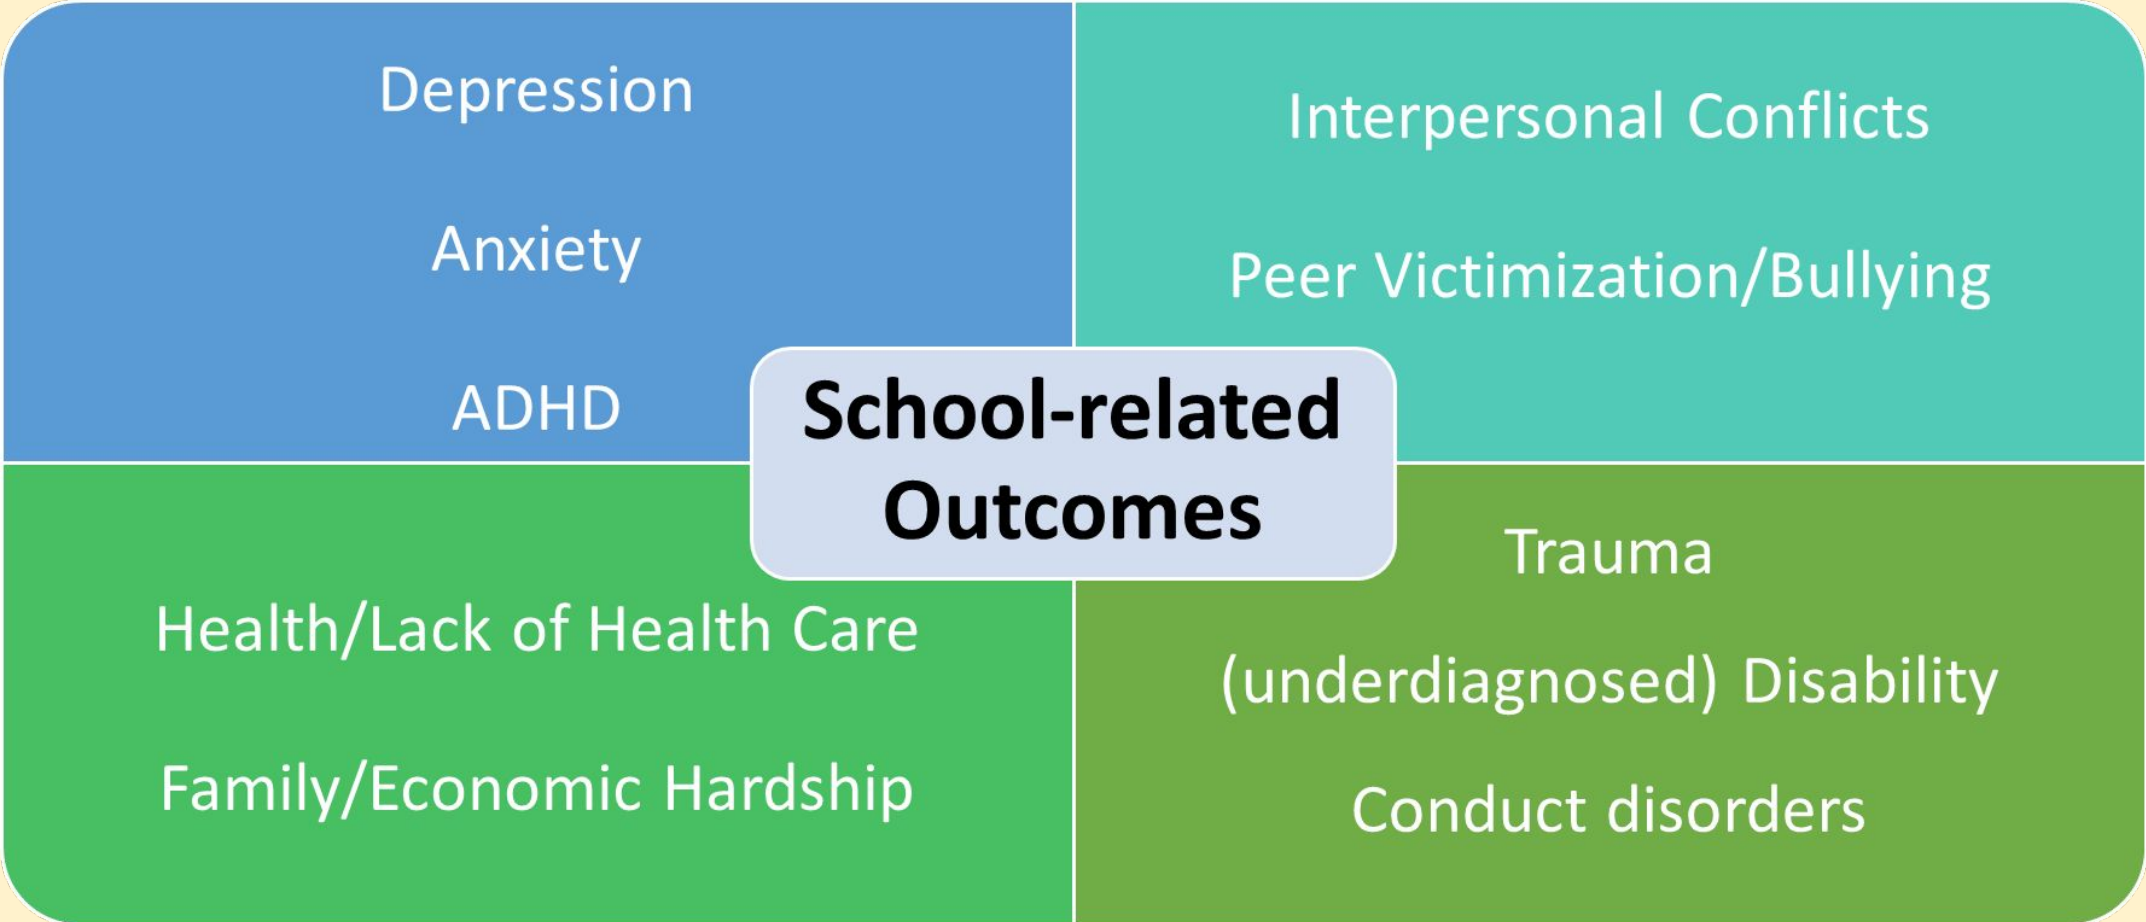 Depression
Anxiety
ADHD
Interpersonal Conflicts
Peer Victimization/Bullying
School-related
Outcomes
Health/Lack of Health Care
Family/Economic Hardship
Trauma
(underdiagnosed) Disability
Conduct disorders